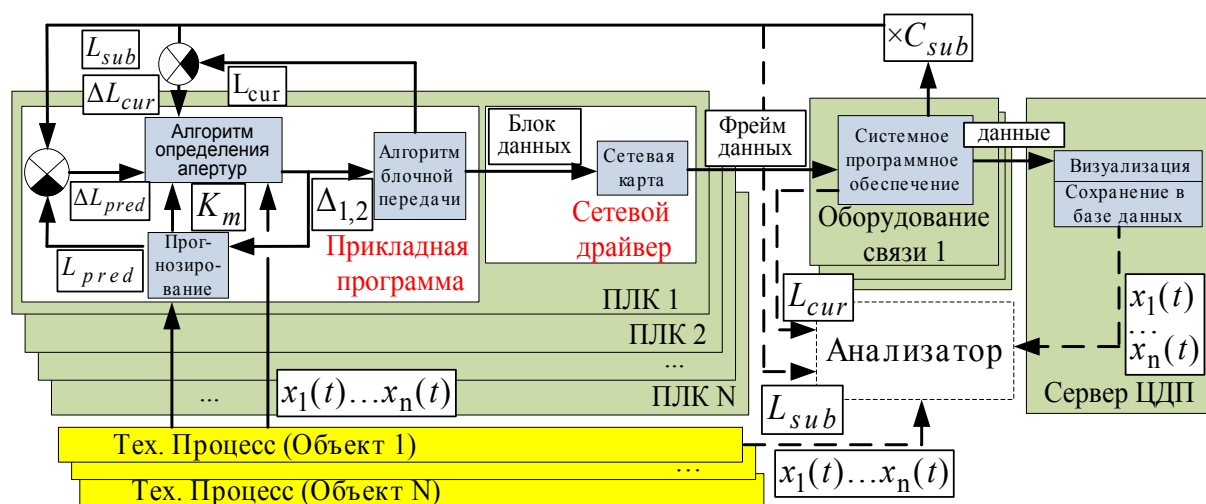 ×C_sub
L_sub
L_cur
ΔL_cur
Алгоритм
определения
апертур
Алгоритм
блочной
передачи
Блок
данных
Сетевая
карта
Фрейм
данных
Системное
программное
обеспечение
данные
Визуализация
Сохранение в
базе данных
ΔL_pred
K_m
Δ_1,2
Сетевой
драйвер
Оборудование
связи 1
L_pred
Прог-
нозиро-
вание
Прикладная
программа
ПЛК 1
ПЛК 2
...
...
ПЛК N
x_1(t)…x_n(t)
L_cur
Анализатор
L_sub
x_1(t)
…
x_n(t)
Сервер ЦДП
Тех. Процесс (Объект 1)
…
Тех. Процесс (Объект N)
x_1(t)…x_n(t)